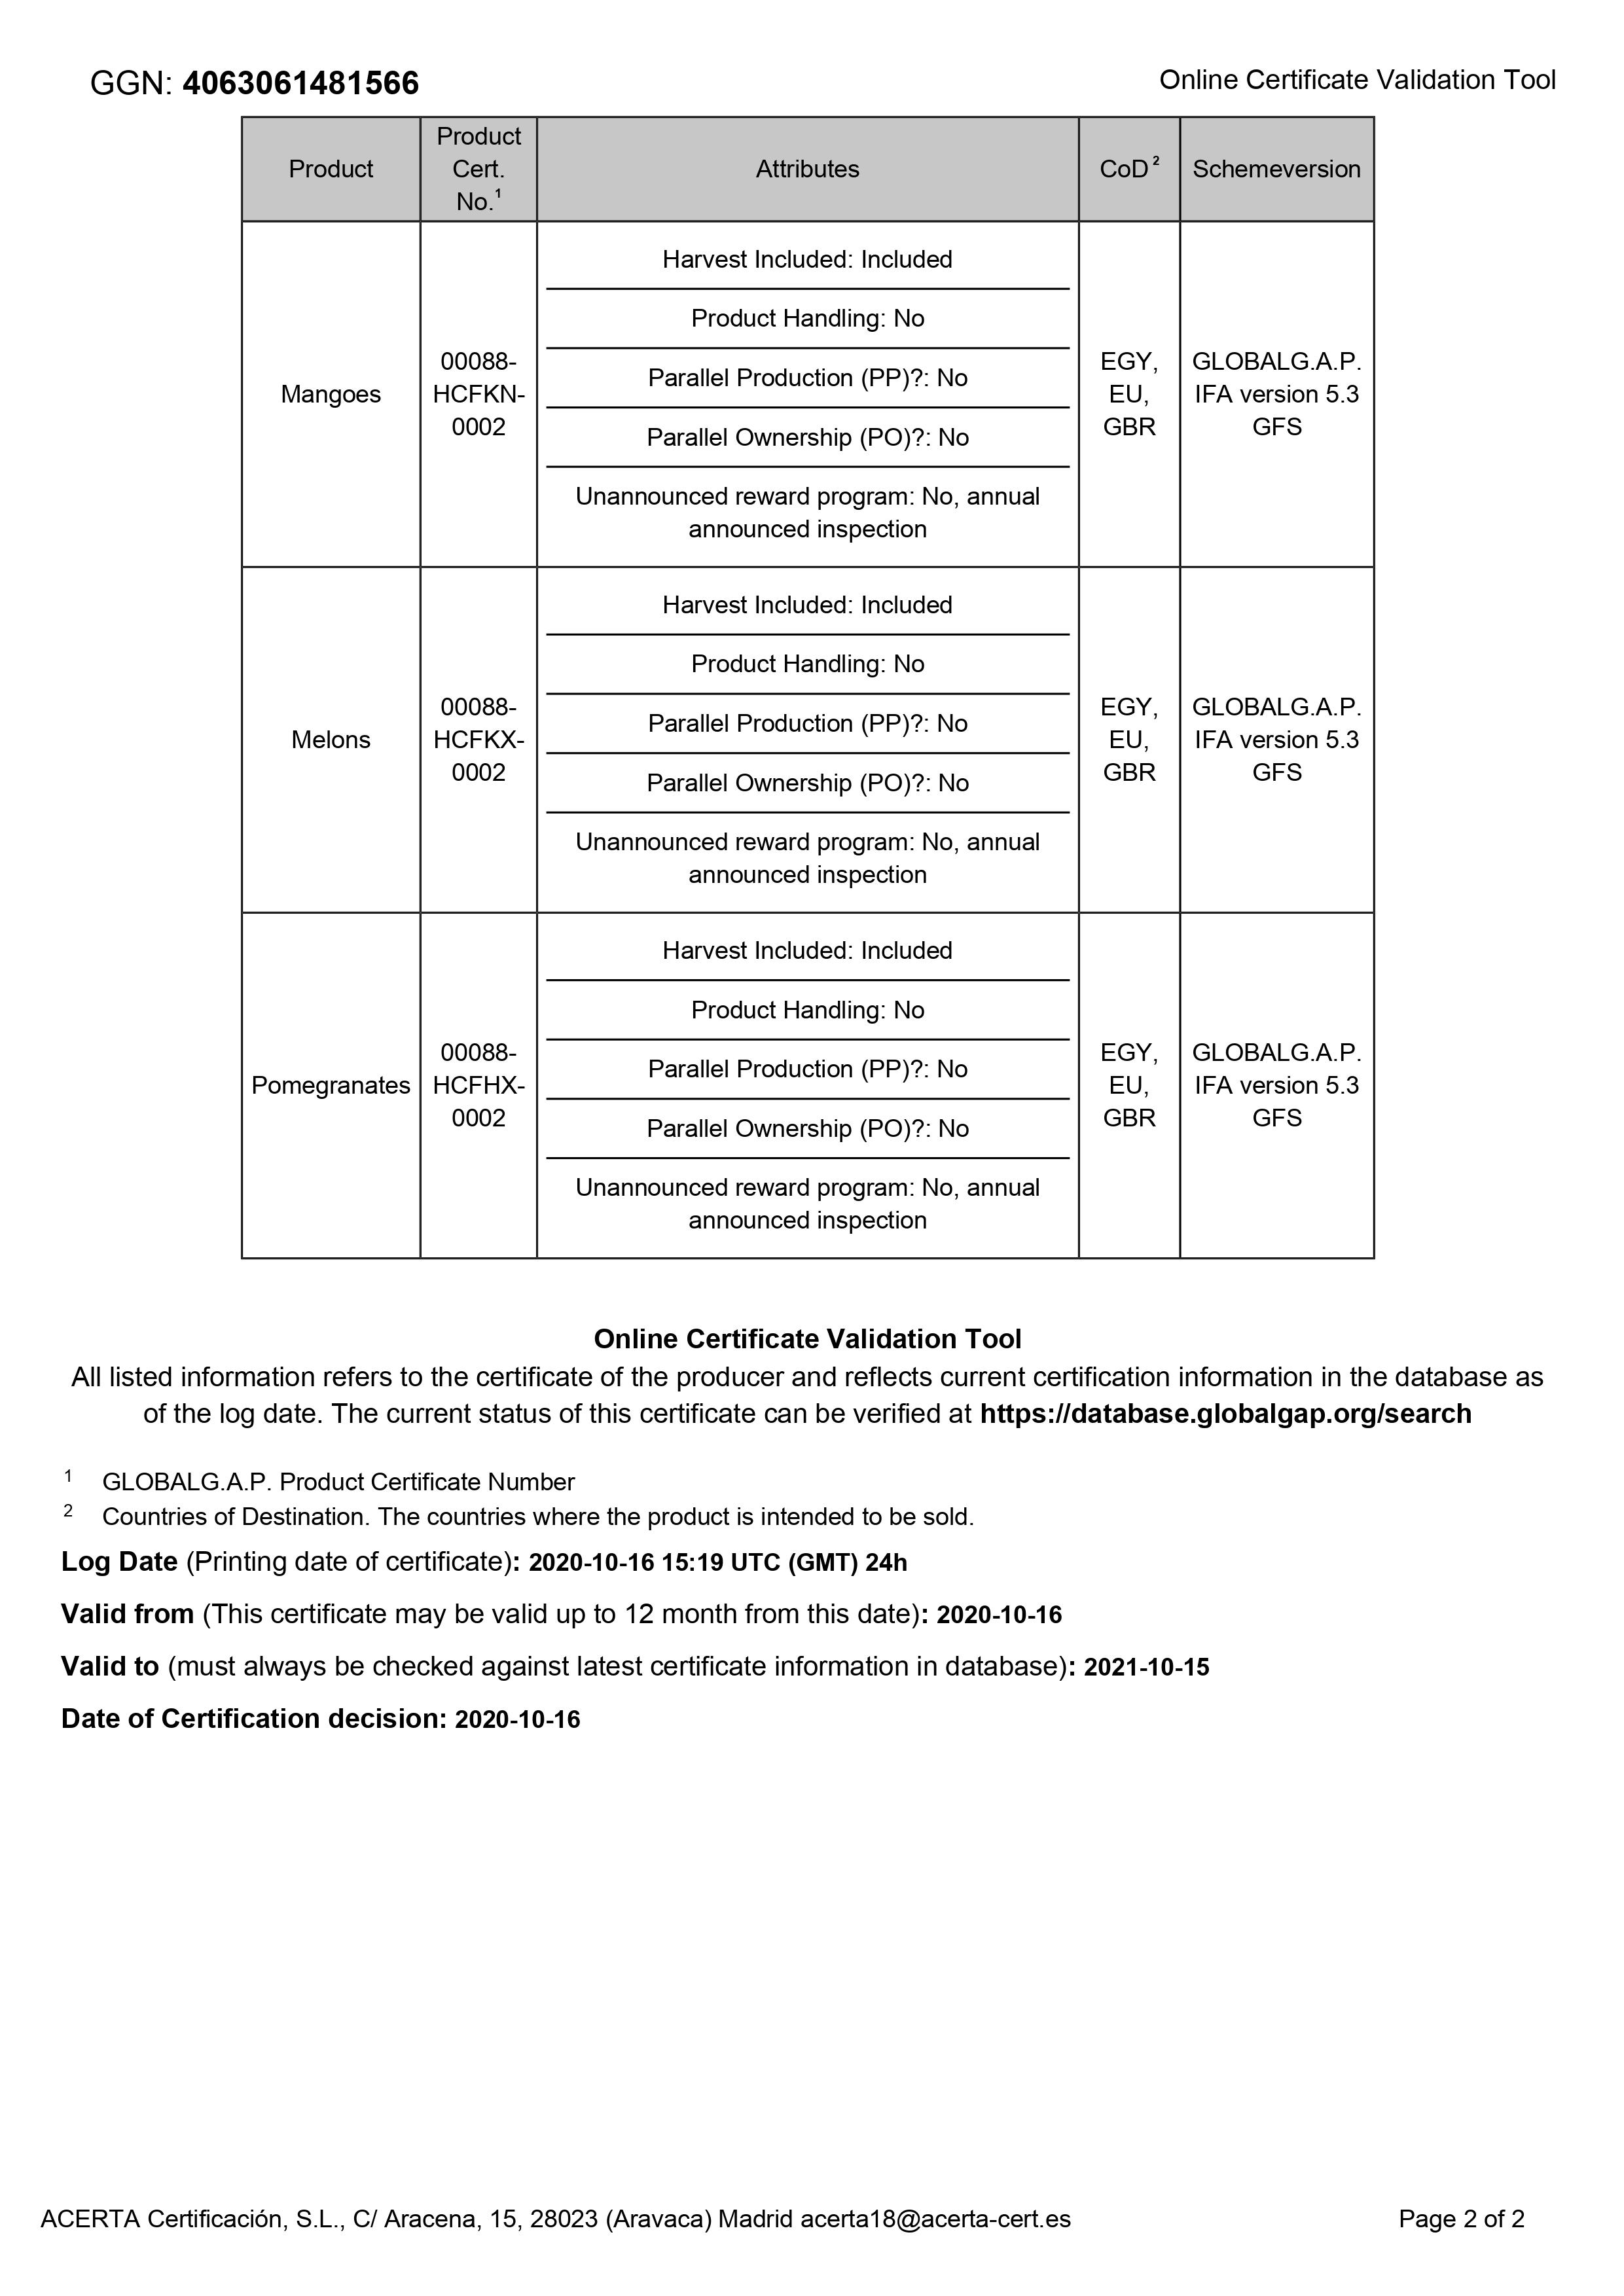 GGN: 4063061481566
Online Certificate Validation Tool
Product
Product
Cert.
No.¹
Attributes
CoD ²
Schemeversion
Mangoes
00088-
HCFKN-
0002
Harvest Included: Included
Product Handling: No
Parallel Production (PP)?: No
Parallel Ownership (PO)?: No
Unannounced reward program: No, annual
announced inspection
EGY,
EU,
GBR
GLOBALG.A.P.
IFA version 5.3
GFS
Melons
00088-
HCFKX-
0002
Harvest Included: Included
Product Handling: No
Parallel Production (PP)?: No
Parallel Ownership (PO)?: No
Unannounced reward program: No, annual
announced inspection
EGY,
EU,
GBR
GLOBALG.A.P.
IFA version 5.3
GFS
Pomegranates
00088-
HCFHX-
0002
Harvest Included: Included
Product Handling: No
Parallel Production (PP)?: No
Parallel Ownership (PO)?: No
Unannounced reward program: No, annual
announced inspection
EGY,
EU,
GBR
GLOBALG.A.P.
IFA version 5.3
GFS
Online Certificate Validation Tool
All listed information refers to the certificate of the producer and reflects current certification information in the database as
of the log date. The current status of this certificate can be verified at https://database.globalgap.org/search
¹ GLOBALG.A.P. Product Certificate Number
² Countries of Destination. The countries where the product is intended to be sold.
Log Date (Printing date of certificate): 2020-10-16 15:19 UTC (GMT) 24h
Valid from (This certificate may be valid up to 12 month from this date): 2020-10-16
Valid to (must always be checked against latest certificate information in database): 2021-10-15
Date of Certification decision: 2020-10-16
ACERTA Certificación, S.L., C/ Aracena, 15, 28023 (Aravaca) Madrid acerta18@acerta-cert.es
Page 2 of 2